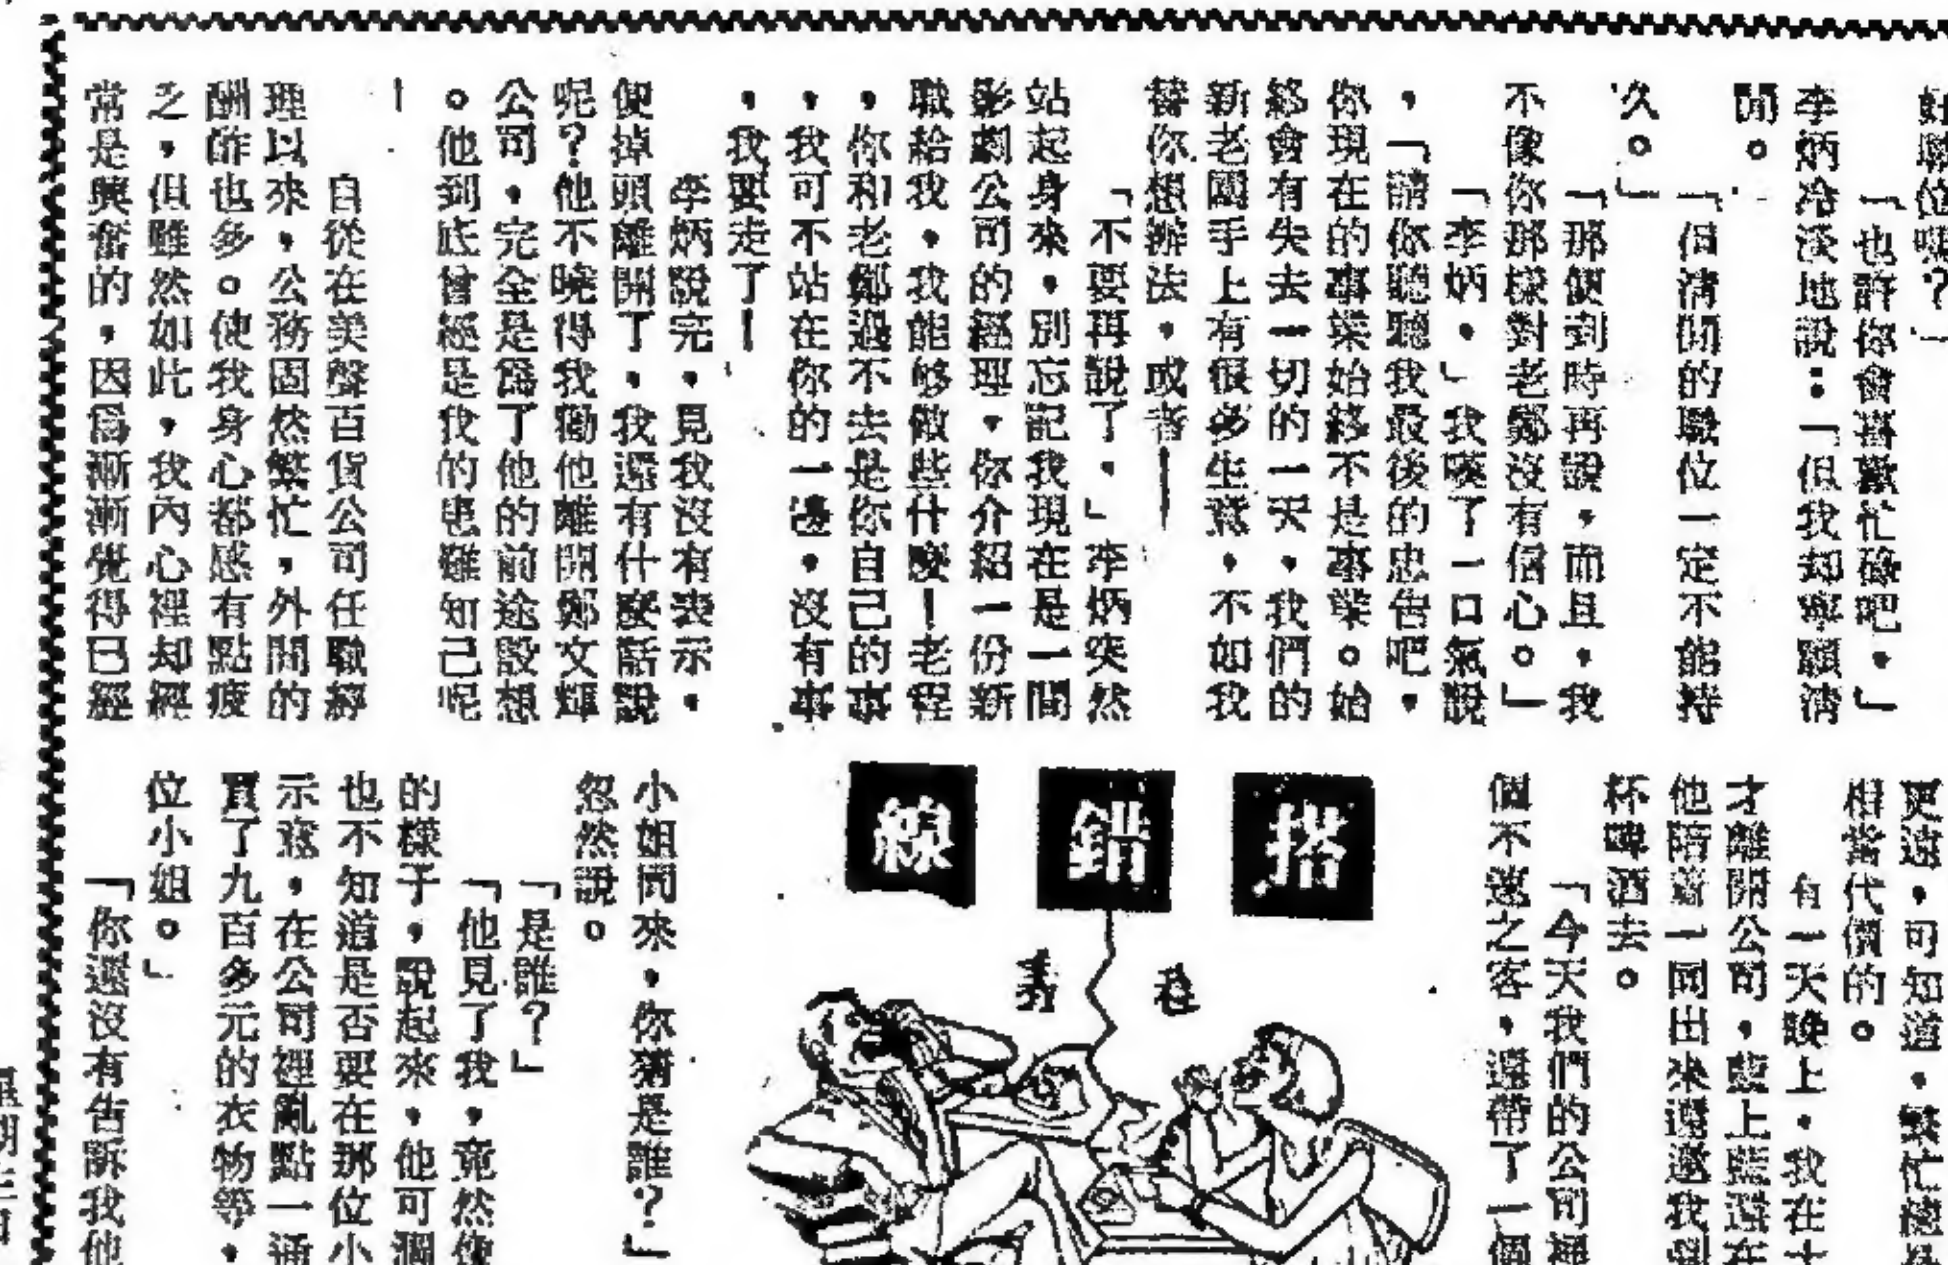 好職位嗎？」
「也許你會喜歡忙碌吧。」
李炳冷淡地說：「但我却寧願清
閒。
「但清閒的職位一定不能持
久。」
「那便到時再說，而且，我
不像你那樣對老鄭沒有信心。」
「李炳，」我嘆了一口氣說
，「請你聽聽我最後的忠告吧，
你現在的事業始終不是事業。始
終會有失去一切的一天，我們的
新老闆手上有很多生意，不如我
替你想辦法，或者——
「不要再說了，」李炳突然
站起身來，別忘記我現在是一間
影劇公司的經理，你介紹一份新
職給我，我能够做些什麼！老程
，你和老鄭過不去是你自己的事
，我可不站在你的一邊，沒有事
，我要走了！
李炳說完，見我沒有表示，
便掉頭離開了，我還有什麼話說
呢？他不曉得我勸他離開鄭文輝
公司，完全是爲了他的前途設想
。他到底曾經是我的患難知己呢
！
自從在美聲百貨公司任職經
理以來，公務固然繁忙，外間的
酬酢也多。使我身心都感有點疲
之，但雖然如此，我內心裡却經
常是興奮的，因爲漸漸覺得已經
更遠，可知道，繁忙總是
相當代價的。
有一天晚上，我在
才離開公司，
他陪着一同出來還邀我到
杯啤酒去。
「今天我們的公司裡
個不速之客，還帶了一個
搭錯線
小姐同來，你猜是誰？」
忽然說。
「是誰？」
「他見了我，竟然像
的樣子，說起來，他可濶
也不知道是否要在那位小
示意，在公司裡亂點一通
買了九百多元的衣物等，
位小姐。」
「你還沒有告訴我他